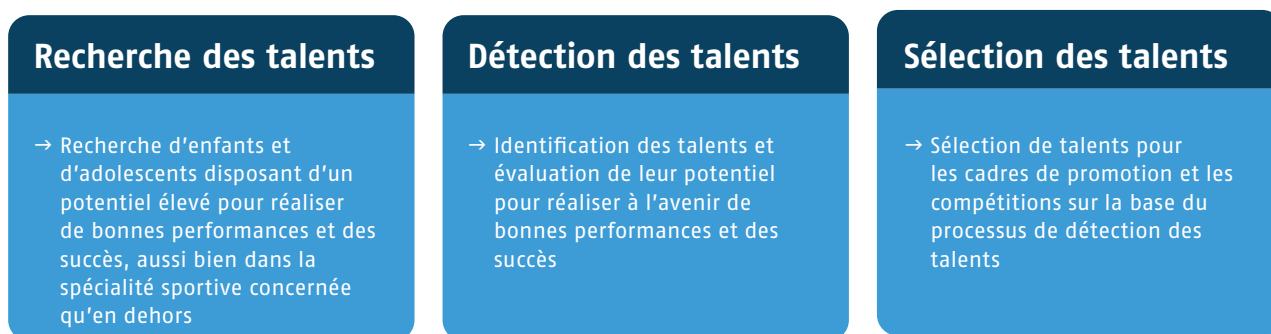 Recherche des talents
→ Recherche d'enfants et
d'adolescents disposant d'un
potentiel élevé pour réaliser
de bonnes performances et des
succès, aussi bien dans la
spécialité sportive concernée
qu'en dehors
Détection des talents
→ Identification des talents et
évaluation de leur potentiel
pour réaliser à l'avenir de
bonnes performances et des
succès
Sélection des talents
→ Sélection de talents pour
les cadres de promotion et les
compétitions sur la base du
processus de détection des
talents